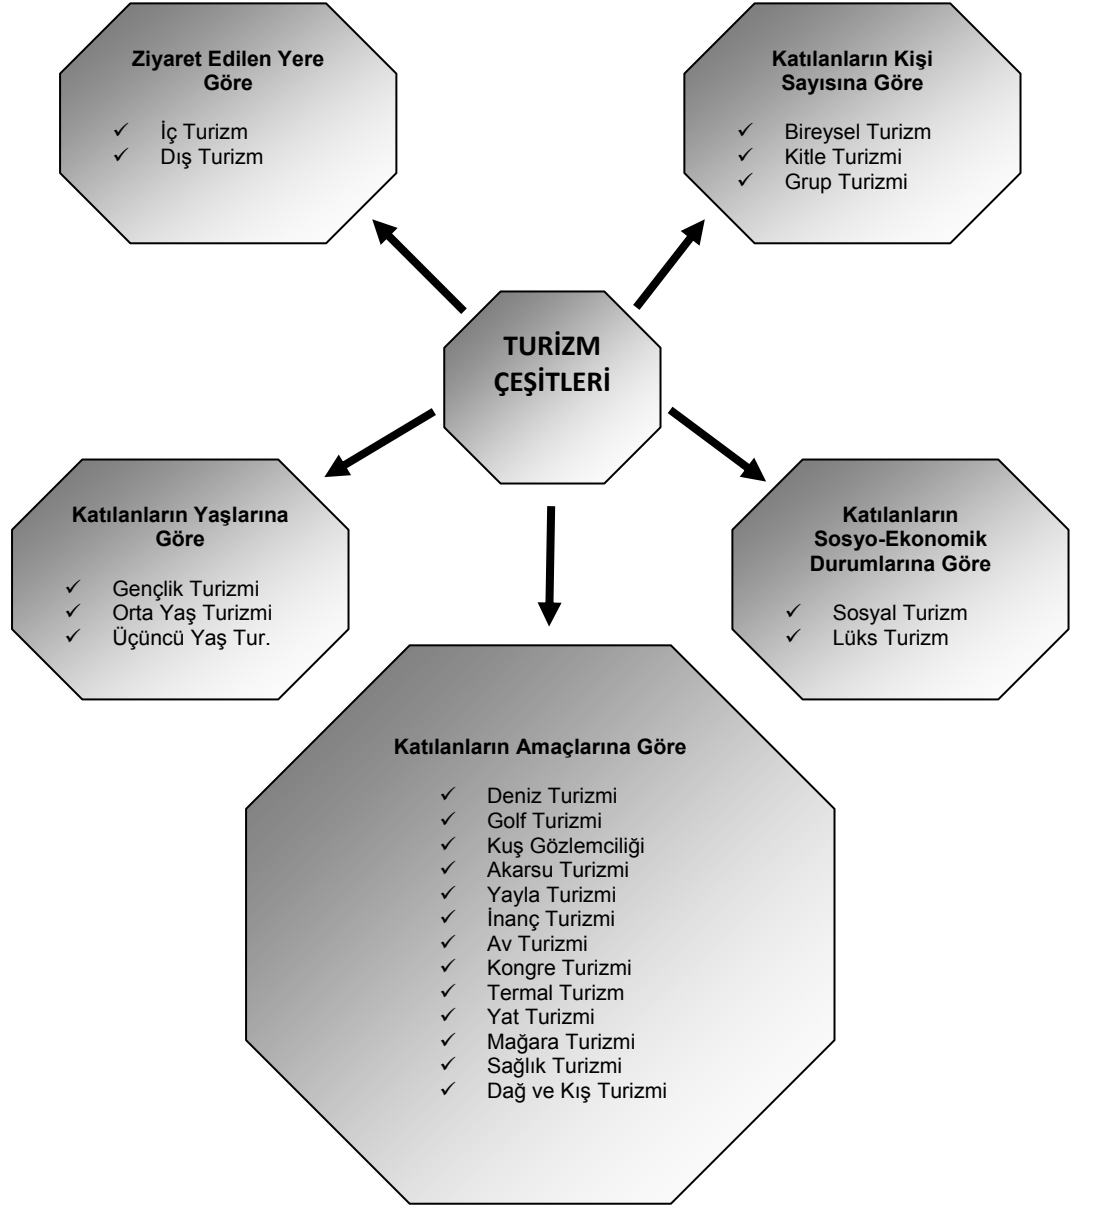 Ziyaret Edilen Yere
Göre
✓ İç Turizm
✓ Dış Turizm
Katılanların Kişi
Sayısına Göre
✓ Bireysel Turizm
✓ Kitle Turizmi
✓ Grup Turizmi
TURİZM
ÇEŞİTLERİ
Katılanların Yaşlarına
Göre
✓ Gençlik Turizmi
✓ Orta Yaş Turizmi
✓ Üçüncü Yaş Tur.
Katılanların
Sosyo-Ekonomik
Durumlarına Göre
✓ Sosyal Turizm
✓ Lüks Turizm
Katılanların Amaçlarına Göre
✓ Deniz Turizmi
✓ Golf Turizmi
✓ Kuş Gözlemciliği
✓ Akarsu Turizmi
✓ Yayla Turizmi
✓ İnanç Turizmi
✓ Av Turizmi
✓ Kongre Turizmi
✓ Termal Turizm
✓ Yat Turizmi
✓ Mağara Turizmi
✓ Sağlık Turizmi
✓ Dağ ve Kış Turizmi